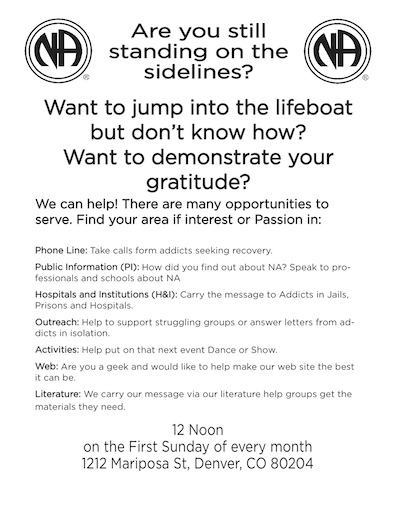 NA
®
Are you still
standing on the
sidelines?
NA
®
Want to jump into the lifeboat
but don't know how?
Want to demonstrate your
gratitude?
We can help! There are many opportunities to
serve. Find your area if interest or Passion in:
Phone Line: Take calls form addicts seeking recovery.
Public Information (PI): How did you find out about NA? Speak to pro-
fessionals and schools about NA
Hospitals and Institutions (H&I): Carry the message to Addicts in Jails,
Prisons and Hospitals.
Outreach: Help to support struggling groups or answer letters from ad-
dicts in isolation.
Activities: Help put on that next event Dance or Show.
Web: Are you a geek and would like to help make our web site the best
it can be.
Literature: We carry our message via our literature help groups get the
materials they need.
12 Noon
on the First Sunday of every month
1212 Mariposa St, Denver, CO 80204